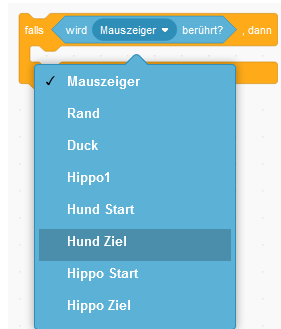 falls wird Mauszeiger berührt? , dann
Mauszeiger
Rand
Duck
Hippo1
Hund Start
Hund Ziel
Hippo Start
Hippo Ziel